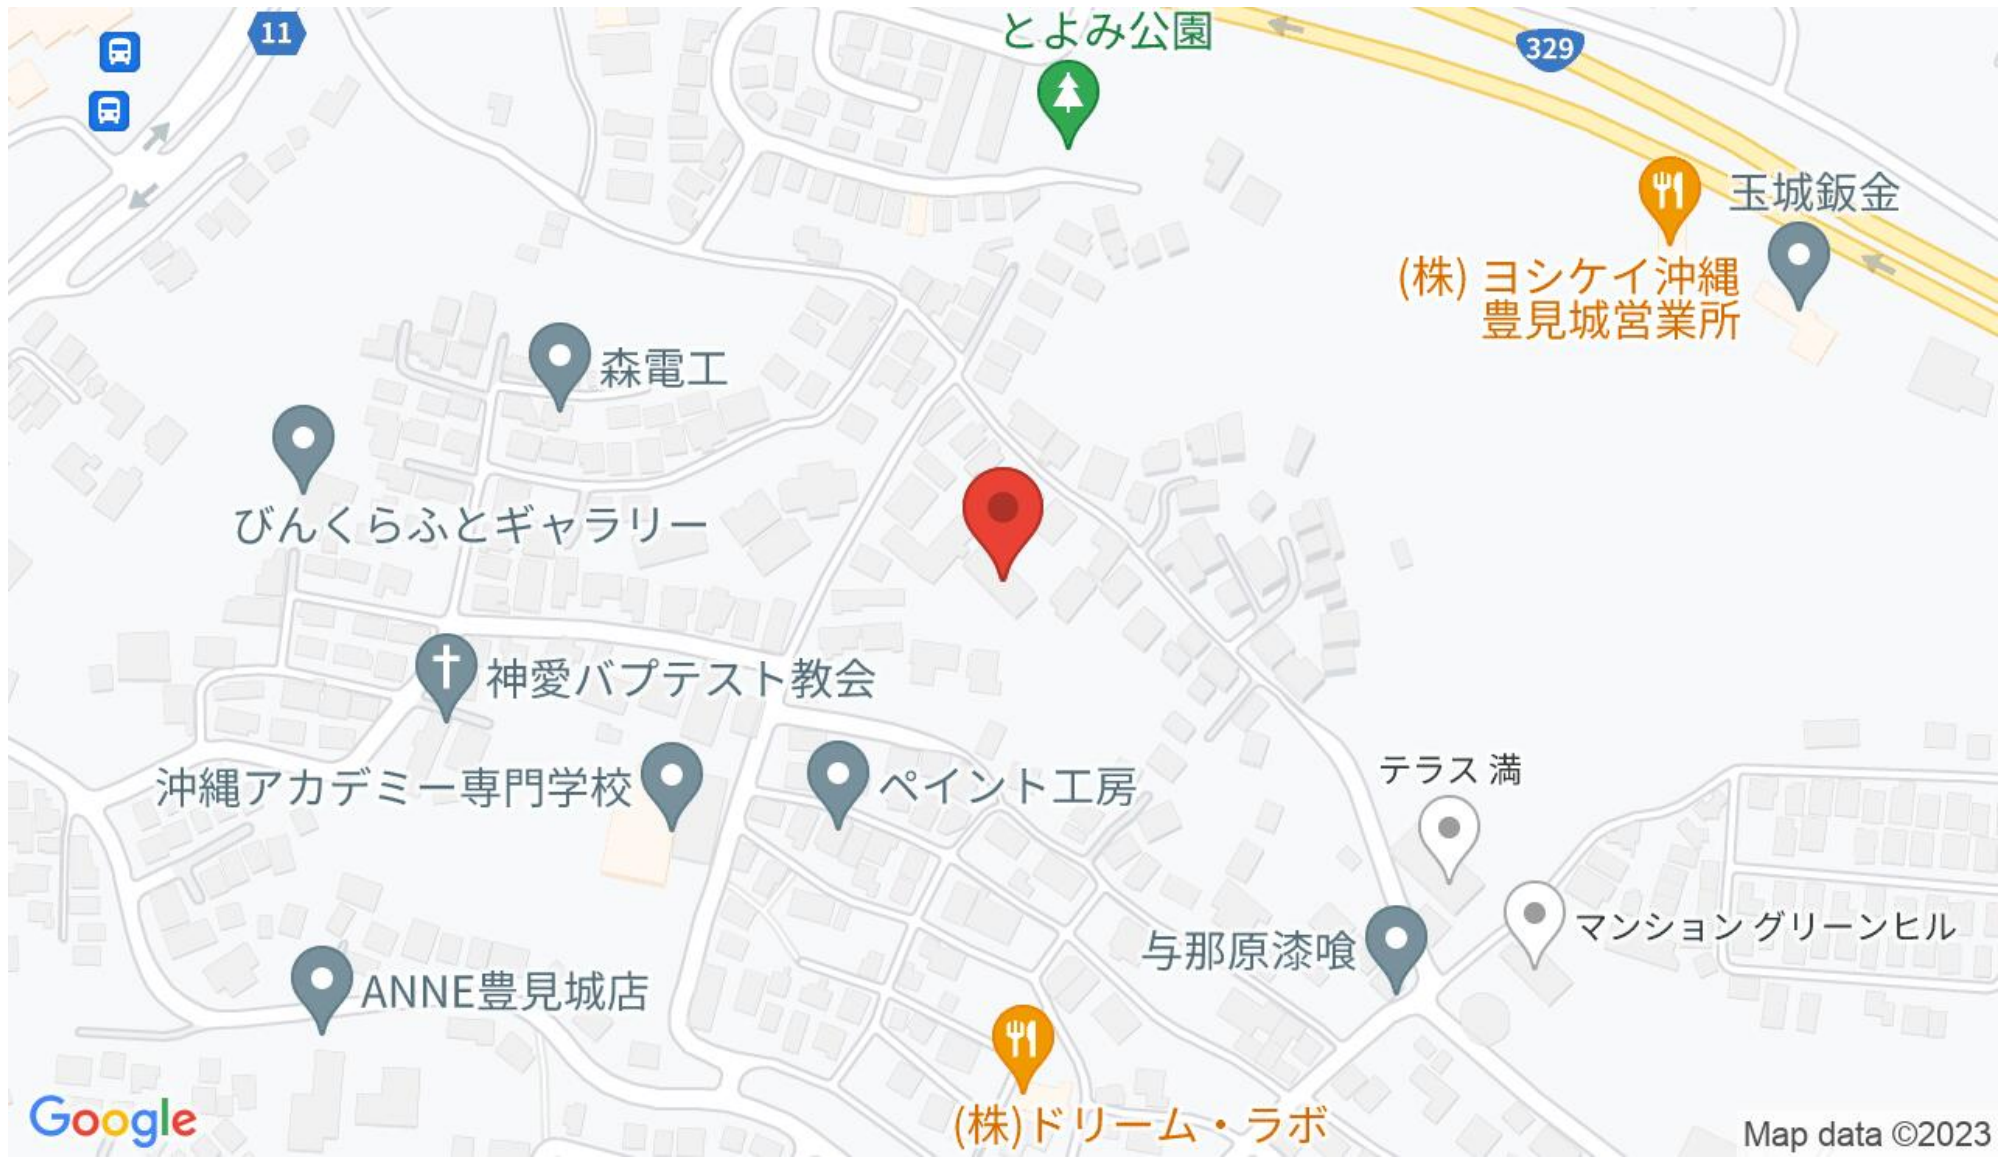 11
とよみ公園
329
玉城鈑金
(株) ヨシケイ沖縄
豊見城営業所
森電工
びんくらふとギャラリー
神愛バプテスト教会
沖縄アカデミー専門学校
ペイント工房
テラス 満
マンション グリーンヒル
与那原漆喰
ANNE豊見城店
(株)ドリーム・ラボ
Google
Map data ©2023